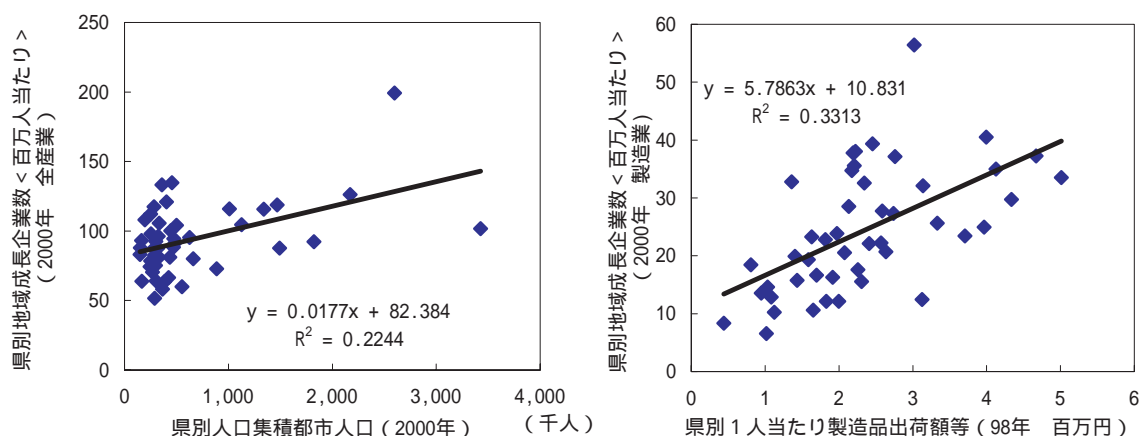 県別地域成長企業数<百万人当たり>
(2000年 全産業)
250
200
150
100
50
0
y = 0.0177x + 82.384
R² = 0.2244
0 1,000 2,000 3,000 4,000
(千人)
県別人口集積都市人口(2000年)
県別地域成長企業数<百万人当たり>
(2000年 製造業)
60
50
40
30
20
10
0
y = 5.7863x + 10.831
R² = 0.3313
0 1 2 3 4 5 6
県別1人当たり製造品出荷額等(98年 百万円)